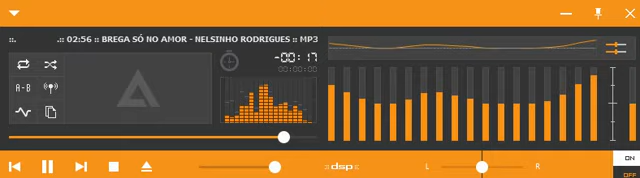 ::. .:: 02:56 :: BREGA SÓ NO AMOR - NELSINHO RODRIGUES :: MP3
-00:17
00:00:00
A-B
dsp
L R
ON
OFF